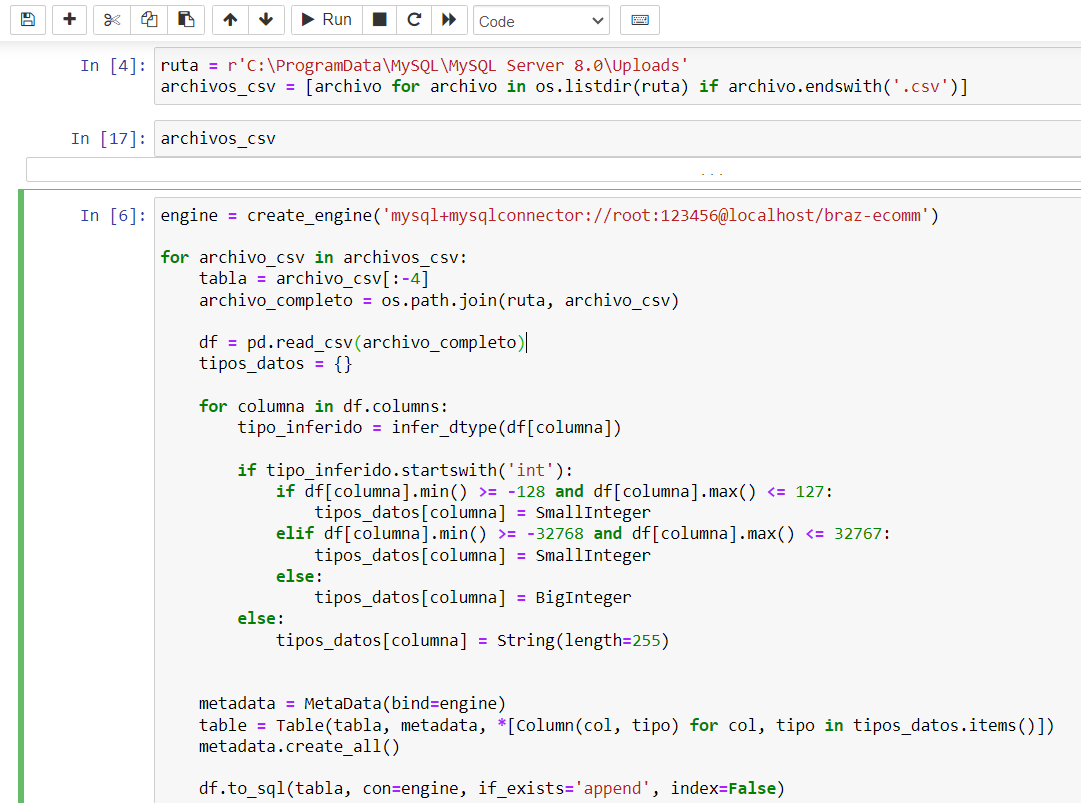 Run
Code
In [4]:
ruta = r'C:\ProgramData\MySQL\MySQL Server 8.0\Uploads'
archivos_csv = [archivo for archivo in os.listdir(ruta) if archivo.endswith('.csv')]
In [17]:
archivos_csv
...
In [6]:
engine = create_engine('mysql+mysqlconnector://root:123456@localhost/braz-ecomm')
for archivo_csv in archivos_csv:
    tabla = archivo_csv[:-4]
    archivo_completo = os.path.join(ruta, archivo_csv)
    df = pd.read_csv(archivo_completo)
    tipos_datos = {}
    for columna in df.columns:
        tipo_inferido = infer_dtype(df[columna])
        if tipo_inferido.startswith('int'):
            if df[columna].min() >= -128 and df[columna].max() <= 127:
                tipos_datos[columna] = SmallInteger
            elif df[columna].min() >= -32768 and df[columna].max() <= 32767:
                tipos_datos[columna] = SmallInteger
            else:
                tipos_datos[columna] = BigInteger
        else:
            tipos_datos[columna] = String(length=255)
    metadata = MetaData(bind=engine)
    table = Table(tabla, metadata, *[Column(col, tipo) for col, tipo in tipos_datos.items()])
    metadata.create_all()
    df.to_sql(tabla, con=engine, if_exists='append', index=False)